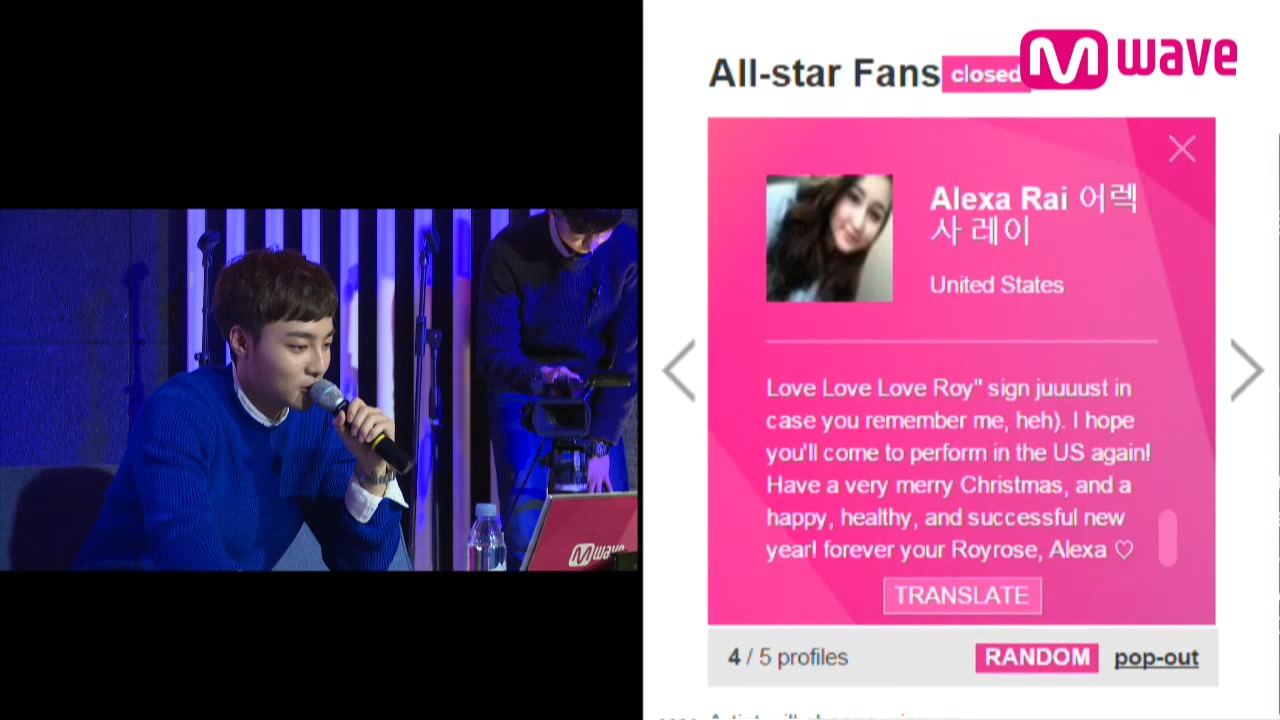 All-star Fans closed
M wave
Alexa Rai 어렉
사 레이
United States
Love Love Love Roy" sign juuuust in
case you remember me, heh). I hope
you'll come to perform in the US again!
Have a very merry Christmas, and a
happy, healthy, and successful new
year! forever your Royrose, Alexa ♡
TRANSLATE
4 / 5 profiles
RANDOM
pop-out
Mwave